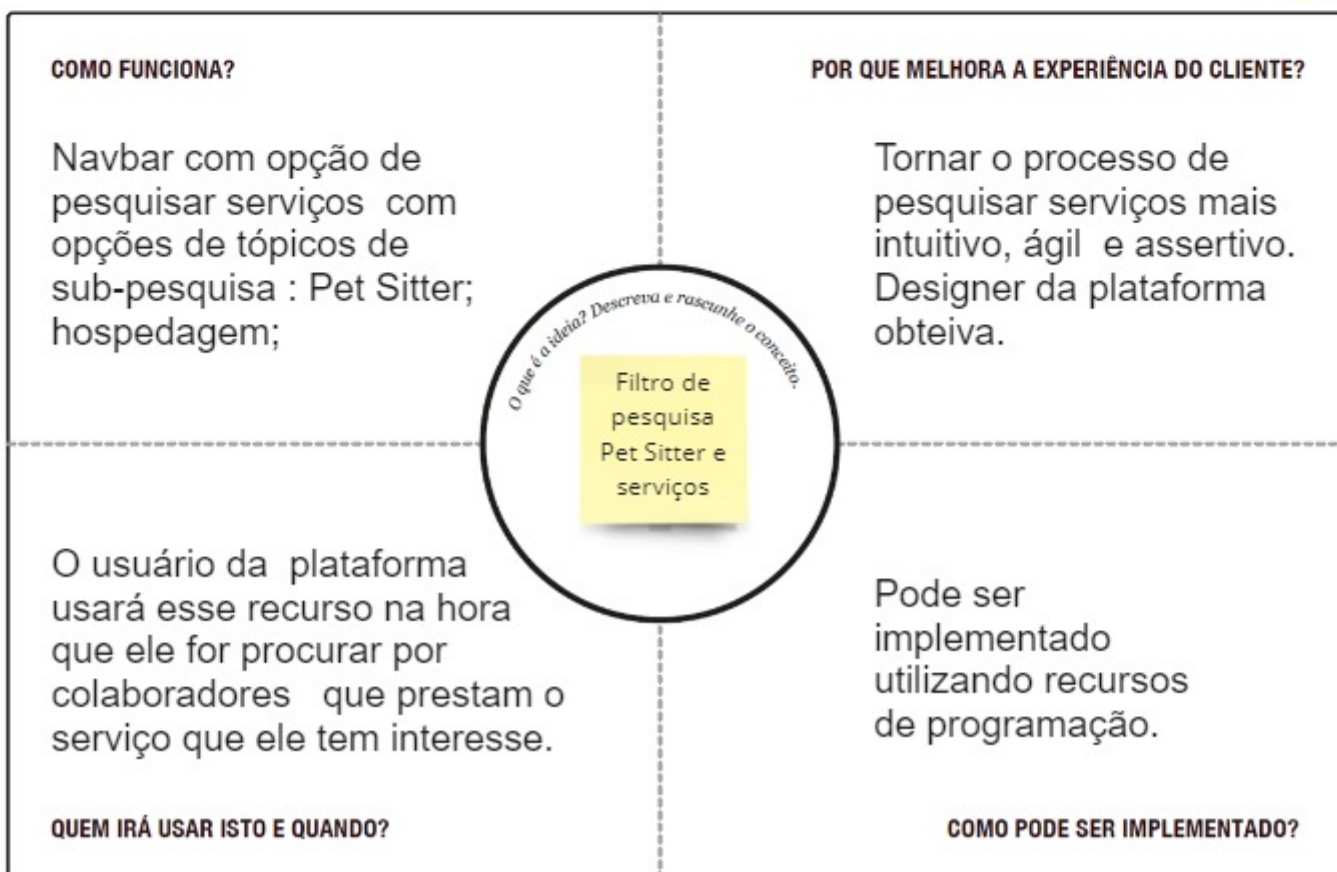 COMO FUNCIONA?
Navbar com opção de
pesquisar serviços com
opções de tópicos de
sub-pesquisa : Pet Sitter;
hospedagem;
POR QUE MELHORA A EXPERIÊNCIA DO CLIENTE?
Tornar o processo de
pesquisar serviços mais
intuitivo, ágil e assertivo.
Designer da plataforma
obteiva.
O que é a ideia? Descreva e rascunhe o conceito.
Filtro de
pesquisa
Pet Sitter e
serviços
O usuário da plataforma
usará esse recurso na hora
que ele for procurar por
colaboradores que prestam o
serviço que ele tem interesse.
QUEM IRÁ USAR ISTO E QUANDO?
Pode ser
implementado
utilizando recursos
de programação.
COMO PODE SER IMPLEMENTADO?